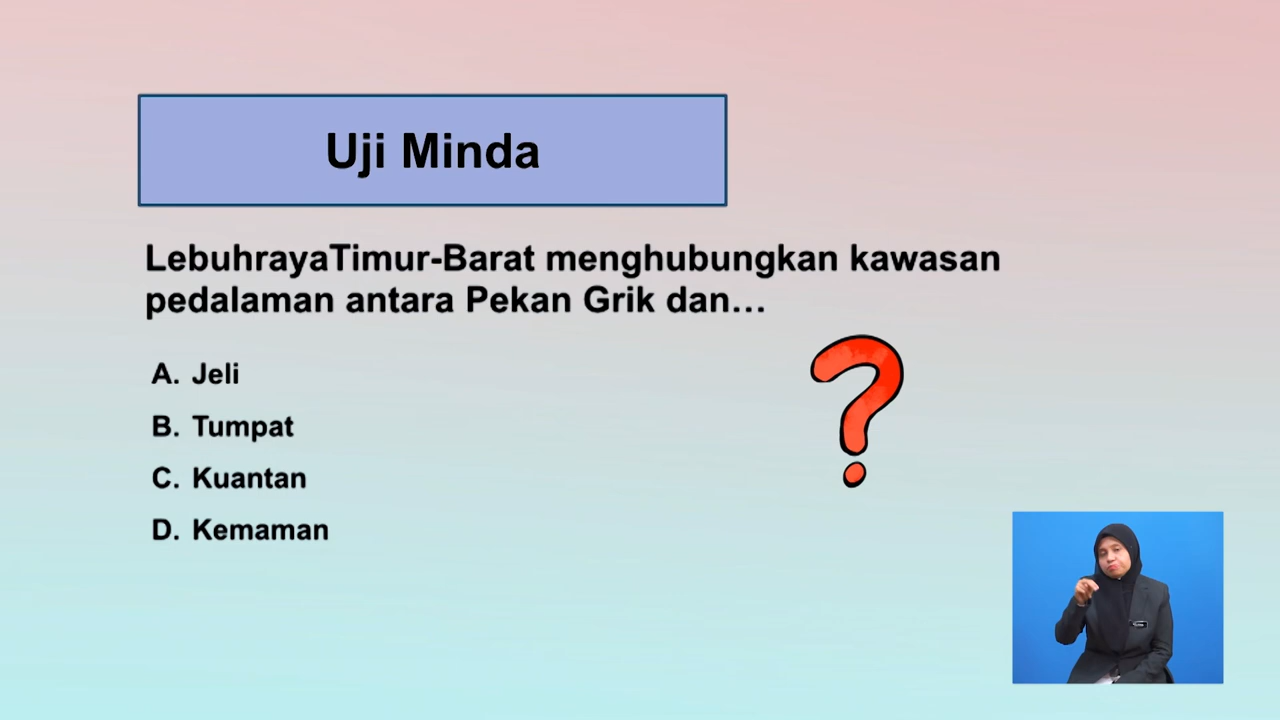 Uji Minda
LebuhrayaTimur-Barat menghubungkan kawasan
pedalaman antara Pekan Grik dan…
A. Jeli
B. Tumpat
C. Kuantan
D. Kemaman